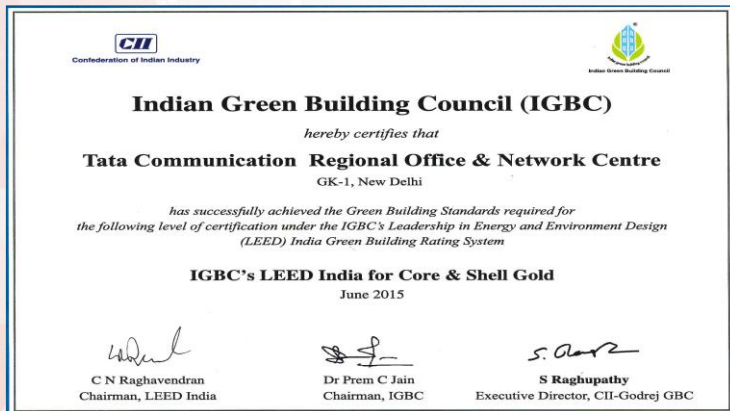 CII
Confederation of Indian Industry
Indian Green Building Council
Indian Green Building Council (IGBC)
hereby certifies that
Tata Communication Regional Office & Network Centre
GK-1, New Delhi
has successfully achieved the Green Building Standards required for
the following level of certification under the IGBC's Leadership in Energy and Environment Design
(LEED) India Green Building Rating System
IGBC's LEED India for Core & Shell Gold
June 2015
C N Raghavendran
Chairman, LEED India
Dr Prem C Jain
Chairman, IGBC
S Raghupathy
Executive Director, CII-Godrej GBC